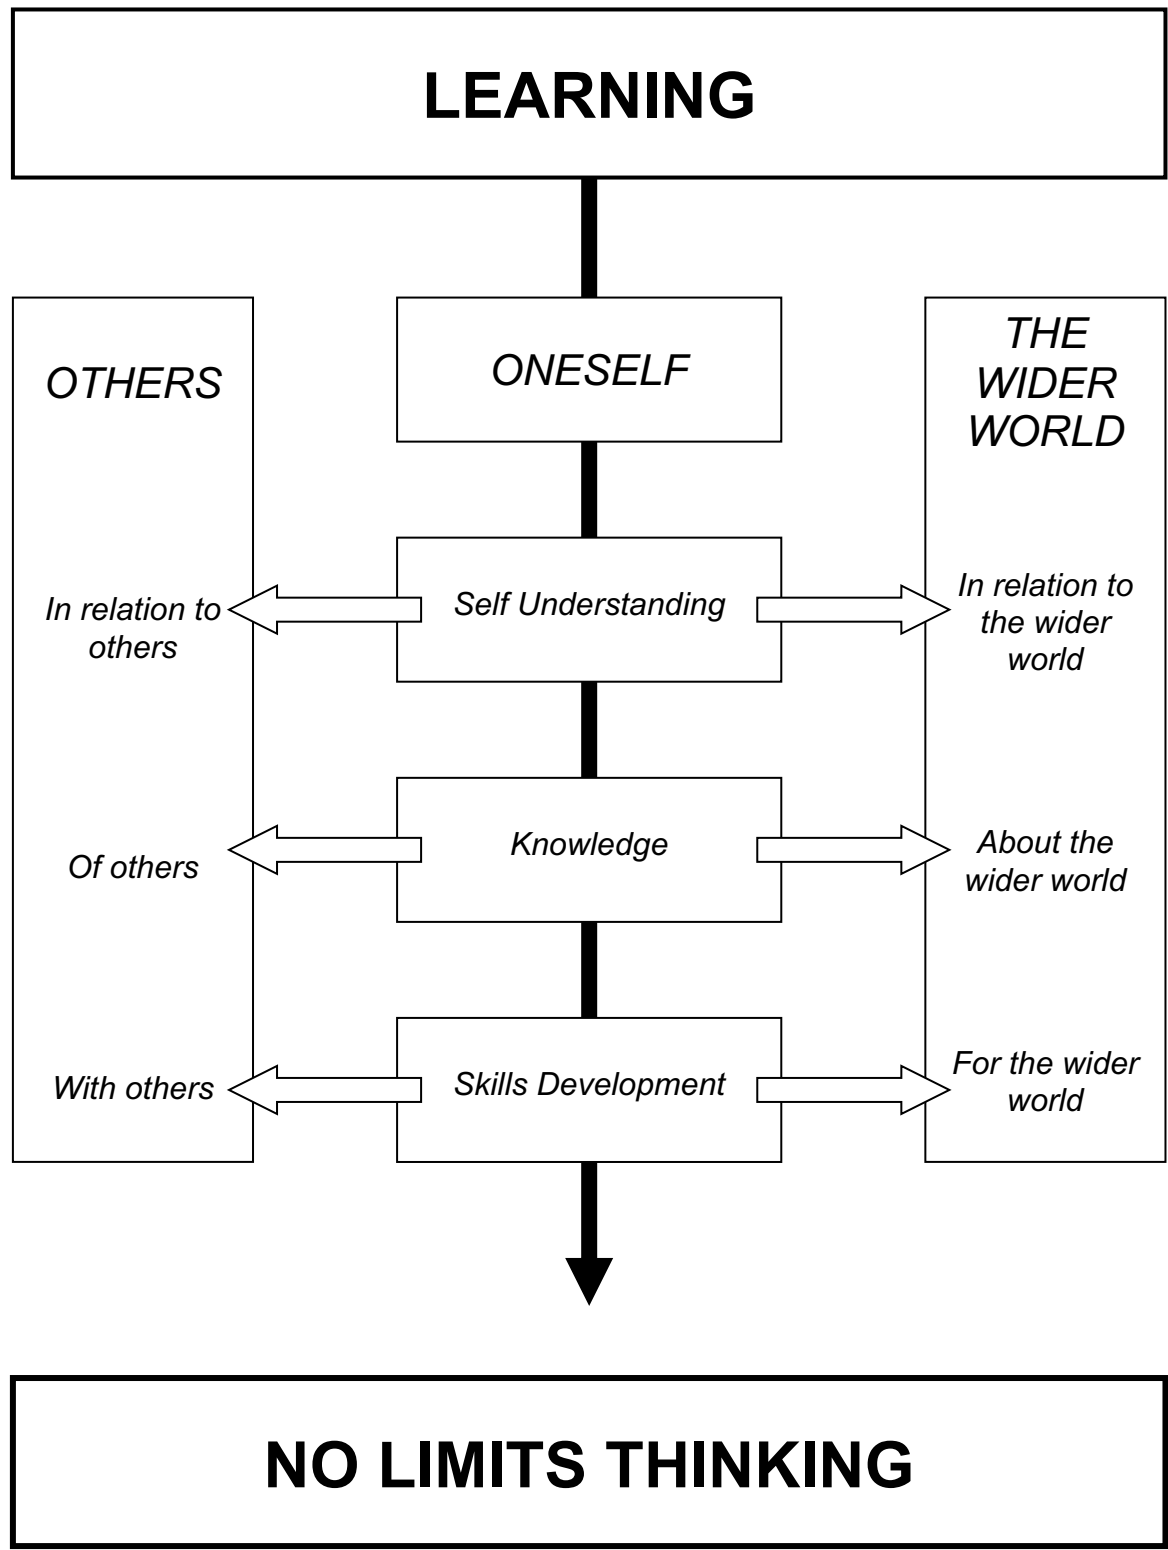 LEARNING
OTHERS
ONESELF
THE
WIDER
WORLD
In relation to
others
Self Understanding
In relation to
the wider
world
Of others
Knowledge
About the
wider world
With others
Skills Development
For the wider
world
NO LIMITS THINKING